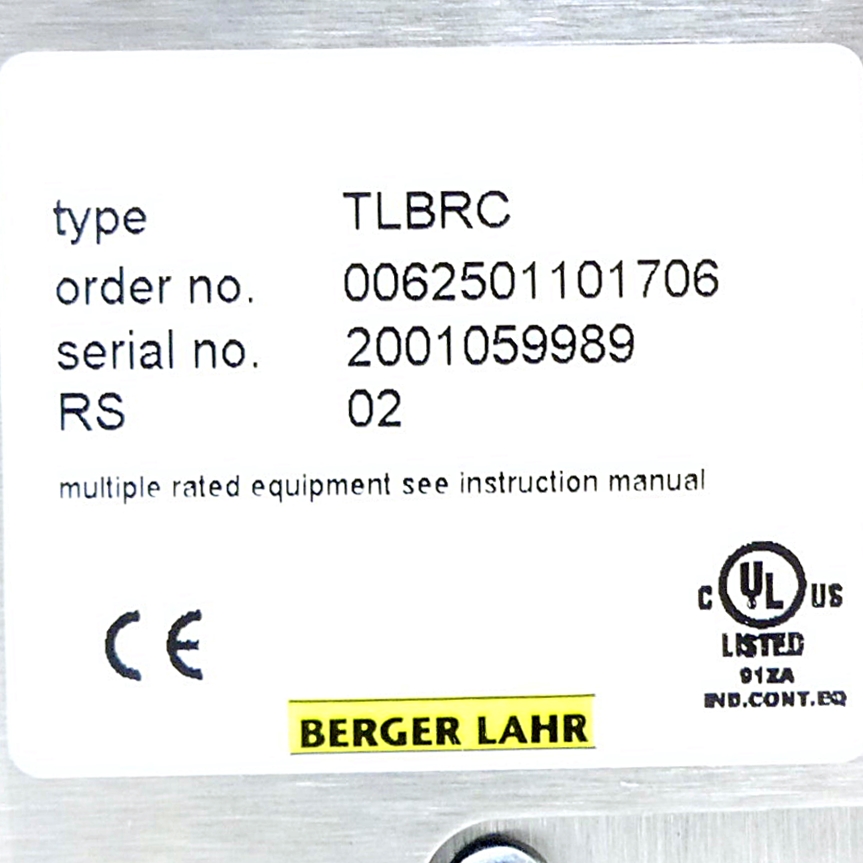 type TLBRC
order no. 0062501101706
serial no. 2001059989
RS 02
multiple rated equipment see instruction manual
CE
C UL US
LISTED
91ZA
IND.CONT.EQ
BERGER LAHR